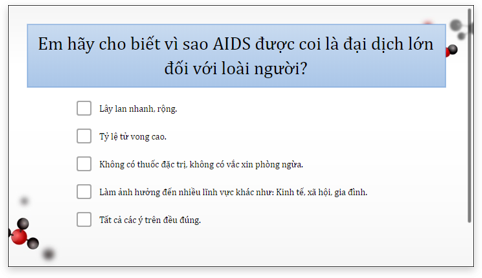 Em hãy cho biết vì sao AIDS được coi là đại dịch lớn
đối với loài người?
Lây lan nhanh, rộng.
Tỷ lệ tử vong cao.
Không có thuốc đặc trị, không có vắc xin phòng ngừa.
Làm ảnh hưởng đến nhiều lĩnh vực khác như: Kinh tế, xã hội, gia đình.
Tất cả các ý trên đều đúng.